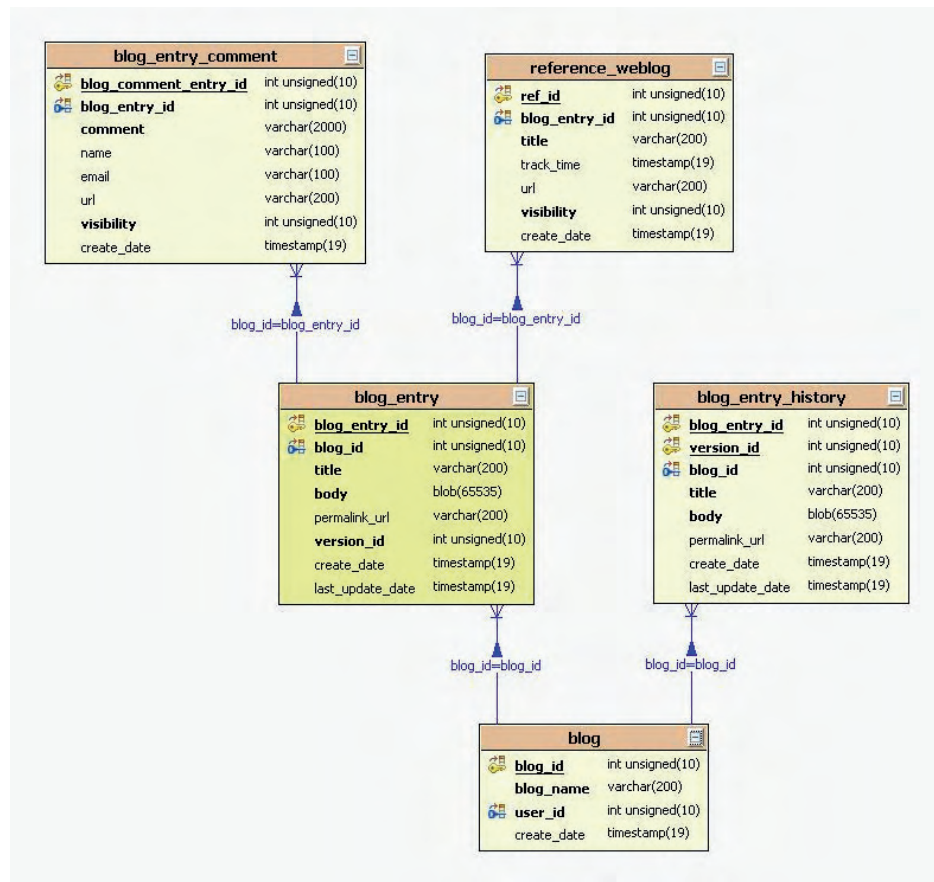 blog_entry_comment
blog_comment_entry_id int unsigned(10)
blog_entry_id int unsigned(10)
comment varchar(2000)
name varchar(100)
email varchar(100)
url varchar(200)
visibility int unsigned(10)
create_date timestamp(19)
reference_weblog
ref_id int unsigned(10)
blog_entry_id int unsigned(10)
title varchar(200)
track_time timestamp(19)
url varchar(200)
visibility int unsigned(10)
create_date timestamp(19)
blog_id=blog_entry_id
blog_id=blog_entry_id
blog_entry
blog_entry_id int unsigned(10)
blog_id int unsigned(10)
title varchar(200)
body blob(65535)
permalink_url varchar(200)
version_id int unsigned(10)
create_date timestamp(19)
last_update_date timestamp(19)
blog_entry_history
blog_entry_id int unsigned(10)
version_id int unsigned(10)
blog_id int unsigned(10)
title varchar(200)
body blob(65535)
permalink_url varchar(200)
create_date timestamp(19)
last_update_date timestamp(19)
blog_id=blog_id
blog_id=blog_id
blog
blog_id int unsigned(10)
blog_name varchar(200)
user_id int unsigned(10)
create_date timestamp(19)